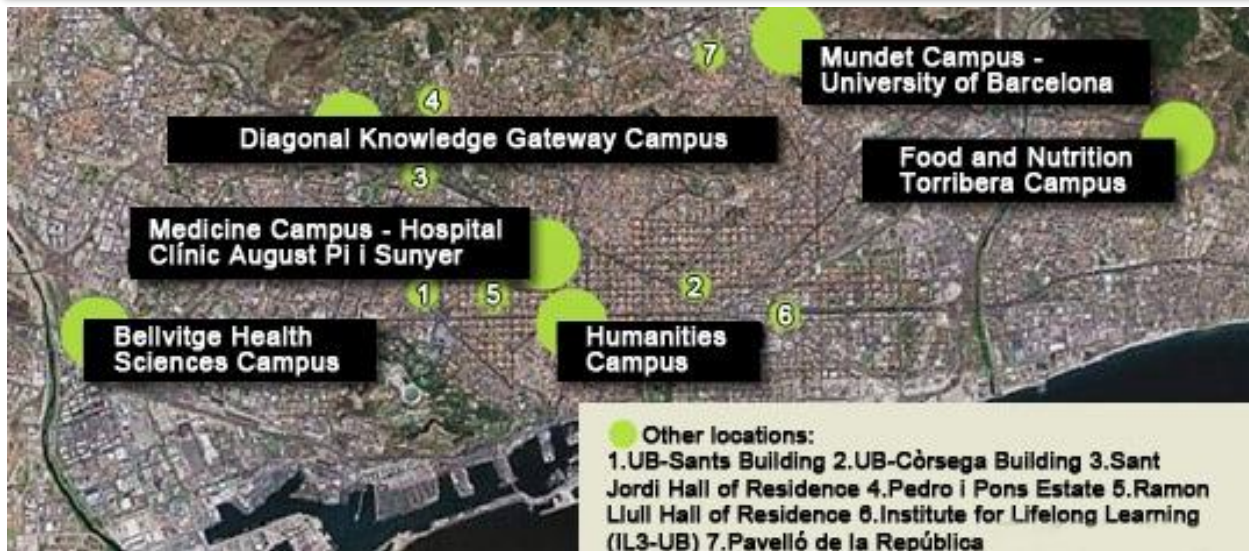 7
Mundet Campus -
University of Barcelona
4
Diagonal Knowledge Gateway Campus
Food and Nutrition
Torribera Campus
3
Medicine Campus - Hospital
Clínic August Pi i Sunyer
1
5
2
6
Bellvitge Health
Sciences Campus
Humanities
Campus
Other locations:
1.UB-Sants Building 2.UB-Còrsega Building 3.Sant
Jordi Hall of Residence 4.Pedro i Pons Estate 5.Ramon
Llull Hall of Residence 6.Institute for Lifelong Learning
(IL3-UB) 7.Pavelló de la República